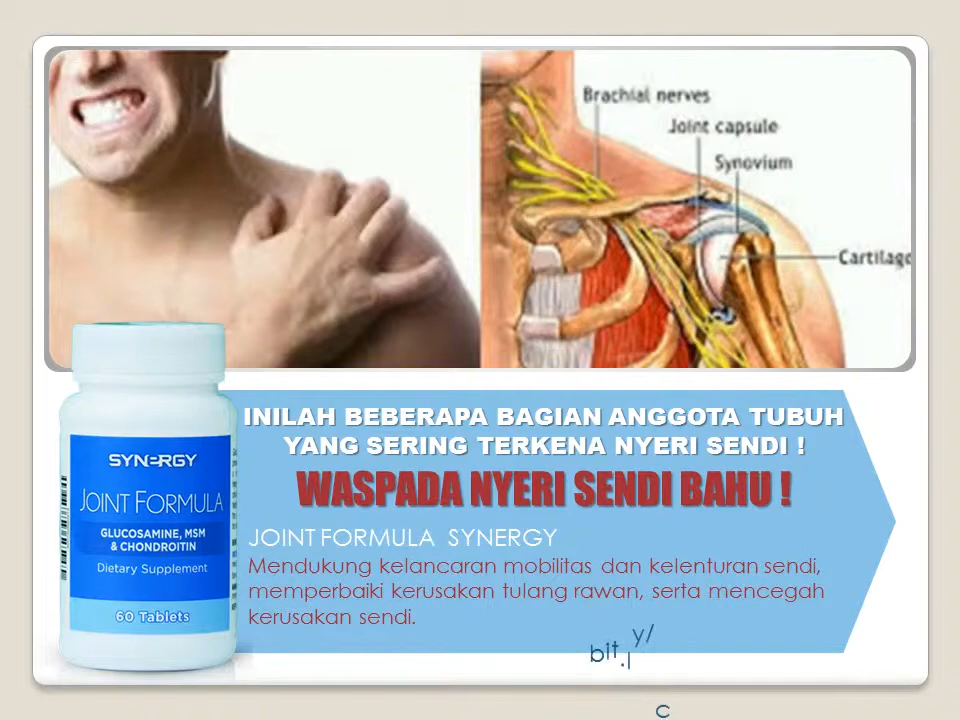 Brachial nerves
Joint capsule
Synovium
Cartilage
SYNERGY
JOINT FORMULA
GLUCOSAMINE, MSM
& CHONDROITIN
Dietary Supplement
60 Tablets
INILAH BEBERAPA BAGIAN ANGGOTA TUBUH
YANG SERING TERKENA NYERI SENDI !
WASPADA NYERI SENDI BAHU !
JOINT FORMULA SYNERGY
Mendukung kelancaran mobilitas dan kelenturan sendi,
memperbaiki kerusakan tulang rawan, serta mencegah
kerusakan sendi.
bit.ly/
c